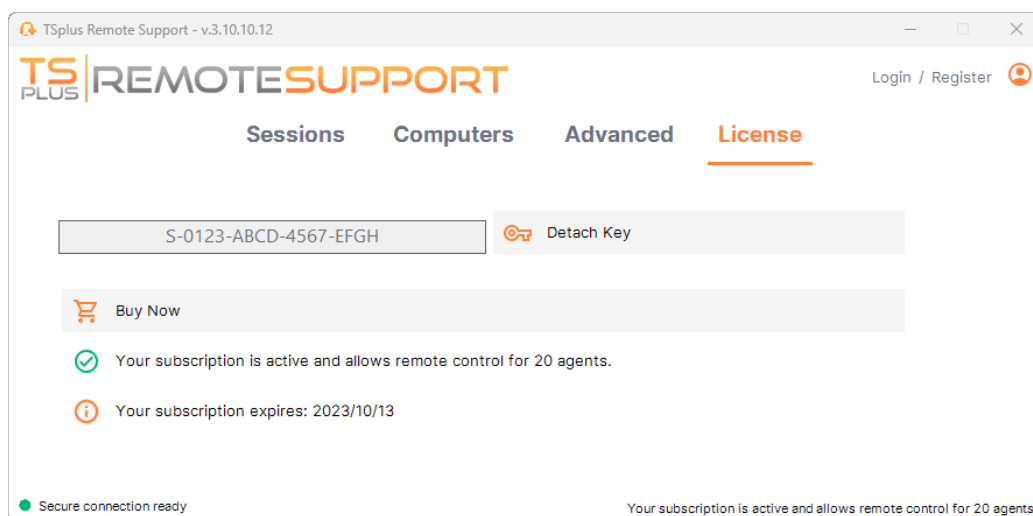 TSplus Remote Support - v.3.10.10.12
TS PLUS REMOTESUPPORT
Login / Register
Sessions Computers Advanced License
S-0123-ABCD-4567-EFGH Detach Key
Buy Now
Your subscription is active and allows remote control for 20 agents.
Your subscription expires: 2023/10/13
Secure connection ready Your subscription is active and allows remote control for 20 agents